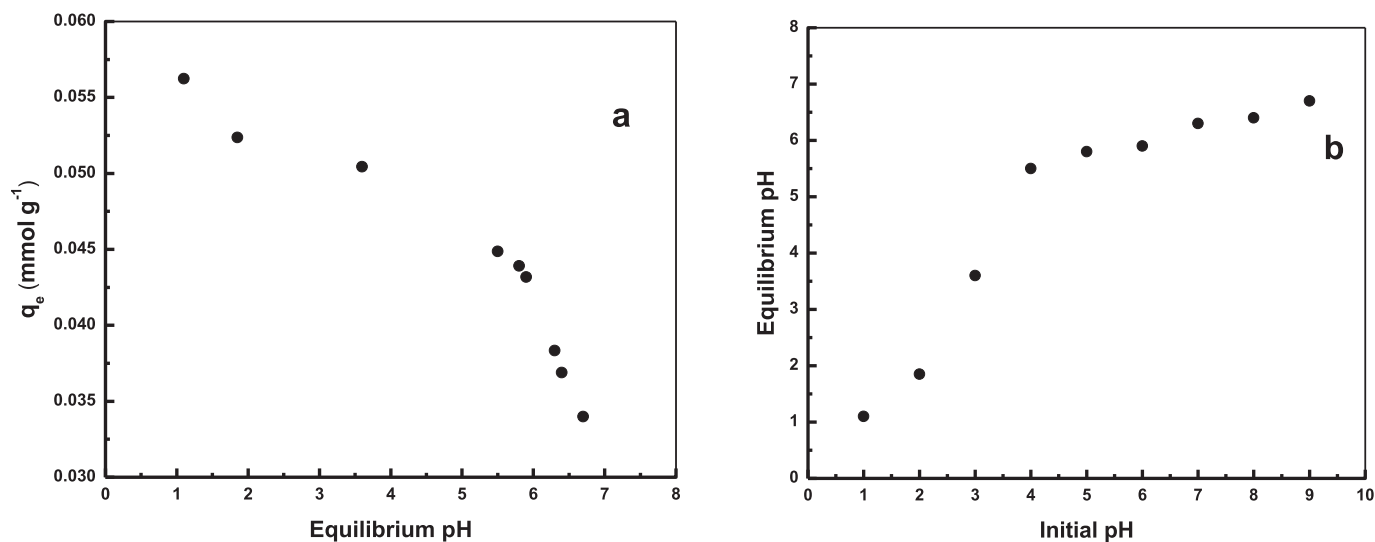 0.060
0.055
0.050
0.045
0.040
0.035
0.030
qe (mmol g-1)
a
0 1 2 3 4 5 6 7 8
Equilibrium pH
8
7
6
5
4
3
2
1
0
Equilibrium pH
b
0 1 2 3 4 5 6 7 8 9 10
Initial pH